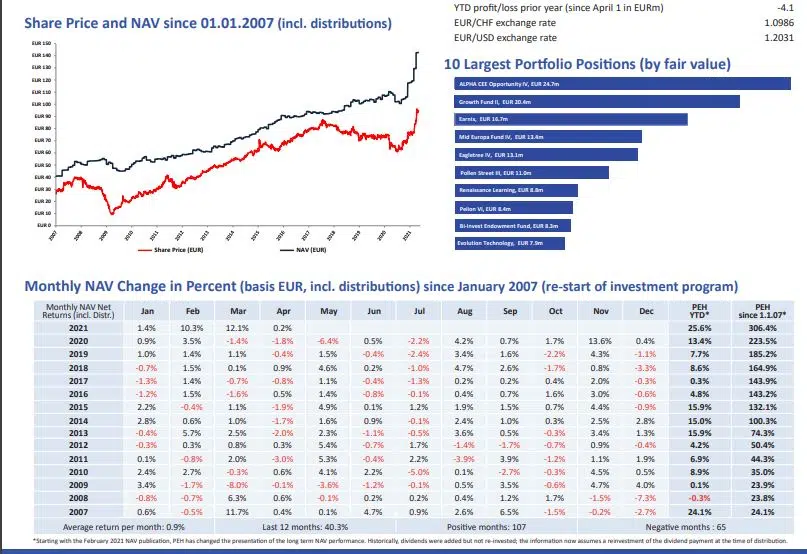 YTD profit/loss prior year (since April 1 in EURm) -4.1
EUR/CHF exchange rate 1.0986
EUR/USD exchange rate 1.2031
Share Price and NAV since 01.01.2007 (incl. distributions)
EUR 150
EUR 140
EUR 130
EUR 120
EUR 110
EUR 100
EUR 90
EUR 80
EUR 70
EUR 60
EUR 50
EUR 40
EUR 30
EUR 20
EUR 10
EUR 0
2007 2008 2009 2010 2011 2012 2013 2014 2015 2016 2017 2018 2019 2020 2021
Share Price (EUR) NAV (EUR)
10 Largest Portfolio Positions (by fair value)
ALPHA CEE Opportunity IV, EUR 24.7m
Growth Fund II, EUR 20.4m
Earnis, EUR 16.7m
Mid Europa Fund IV, EUR 13.4m
Eagletree IV, EUR 13.1m
Pollen Street III, EUR 11.0m
Renaissance Learning, EUR 8.8m
Pelion VI, EUR 8.4m
Bi-Invest Endowment Fund, EUR 8.3m
Evolution Technology, EUR 7.9m
Monthly NAV Change in Percent (basis EUR, incl. distributions) since January 2007 (re-start of investment program)
Monthly NAV Net Returns (incl. Distr.) Jan Feb Mar Apr May Jun Jul Aug Sep Oct Nov Dec PEH YTD* PEH since 1.1.07*
2021 1.4% 10.3% 12.1% 0.2% 25.6% 306.4%
2020 0.9% 3.5% -1.4% -1.8% -6.4% 0.5% -2.2% 4.2% 0.7% 1.7% 13.6% 0.4% 13.4% 223.5%
2019 1.0% 1.4% 1.1% -0.4% 1.5% -0.4% -2.4% 3.4% 1.6% -2.2% 4.3% -1.1% 7.7% 185.2%
2018 -0.7% 1.5% 0.1% 0.9% 4.6% 0.2% -1.0% 4.7% 2.6% -1.7% 0.8% -3.3% 8.6% 164.9%
2017 -1.3% 1.4% -0.7% -0.8% 1.1% -0.4% -1.3% 0.2% 0.2% 0.4% 2.0% -0.3% 0.3% 143.9%
2016 -1.2% 1.5% -1.6% 0.5% 1.4% -0.8% -0.1% 0.4% 0.7% 1.6% 3.0% -0.6% 4.8% 143.2%
2015 2.2% -0.4% 1.1% -1.9% 4.9% 0.1% 1.2% 1.9% 1.5% 0.7% 4.4% -0.9% 15.9% 132.1%
2014 2.8% 0.6% 1.0% -1.7% 1.6% 0.9% -0.1% 2.4% 1.0% 0.3% 2.5% 2.8% 15.0% 100.3%
2013 -0.4% 5.7% 2.5% -2.0% 2.3% -1.1% -0.5% 3.6% 0.5% -0.3% 3.4% 1.3% 15.9% 74.3%
2012 -0.3% 0.3% 0.8% 0.3% 5.4% -0.7% 1.7% -1.4% -1.7% -0.7% 0.9% -0.4% 4.2% 50.4%
2011 0.1% -0.8% 2.0% -3.0% 5.3% -0.4% 2.2% -3.9% 3.9% -1.2% 1.1% 1.9% 6.9% 44.3%
2010 2.4% 2.7% -0.3% 0.6% 4.1% 2.2% -5.0% 0.1% -2.7% -0.3% 4.5% 0.5% 8.9% 35.0%
2009 3.4% -1.7% -8.0% -0.1% -3.6% -1.2% -0.1% 0.5% 3.5% -0.6% 4.7% 4.0% 0.1% 23.9%
2008 -0.8% -0.7% 6.3% 0.6% -0.1% 0.2% 0.2% 0.4% 1.2% 1.7% -1.5% -7.3% -0.3% 23.8%
2007 0.6% -0.5% 11.7% 0.4% 0.1% 4.7% 0.9% 2.6% 6.5% -1.5% -0.2% -2.7% 24.1% 24.1%
Average return per month: 0.9% Last 12 months: 40.3% Positive months: 107 Negative months : 65
*Starting with the February 2021 NAV publication, PEH has changed the presentation of the long term NAV performance. Historically, dividends were added but not re-invested; the information now assumes a reinvestment of the dividend payment at the time of distribution.